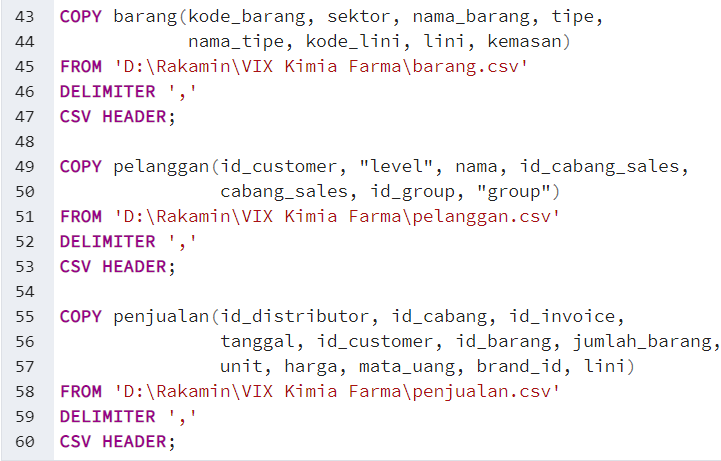 43 COPY barang(kode_barang, sektor, nama_barang, tipe,
44 nama_tipe, kode_lini, lini, kemasan)
45 FROM 'D:\Rakamin\VIX Kimia Farma\barang.csv'
46 DELIMITER ','
47 CSV HEADER;
48
49 COPY pelanggan(id_customer, "level", nama, id_cabang_sales,
50 cabang_sales, id_group, "group")
51 FROM 'D:\Rakamin\VIX Kimia Farma\pelanggan.csv'
52 DELIMITER ','
53 CSV HEADER;
54
55 COPY penjualan(id_distributor, id_cabang, id_invoice,
56 tanggal, id_customer, id_barang, jumlah_barang,
57 unit, harga, mata_uang, brand_id, lini)
58 FROM 'D:\Rakamin\VIX Kimia Farma\penjualan.csv'
59 DELIMITER ','
60 CSV HEADER;